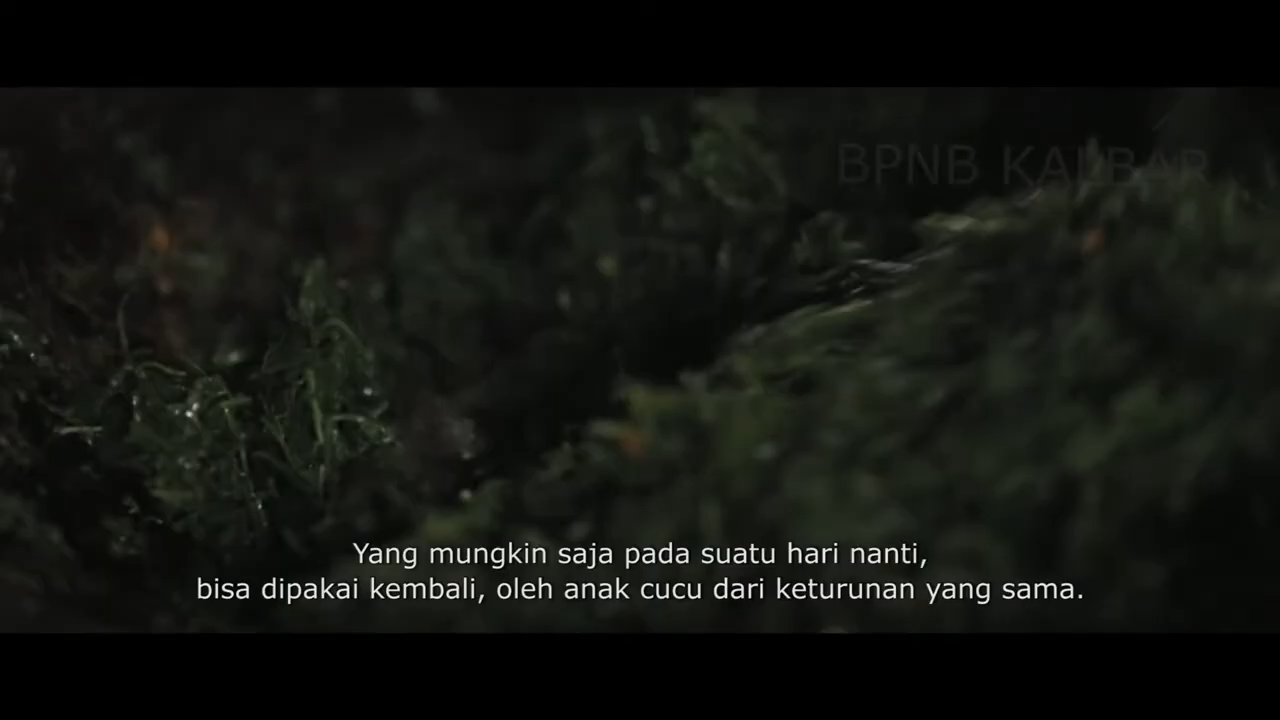 BPNB KALBAR
Yang mungkin saja pada suatu hari nanti,
bisa dipakai kembali, oleh anak cucu dari keturunan yang sama.